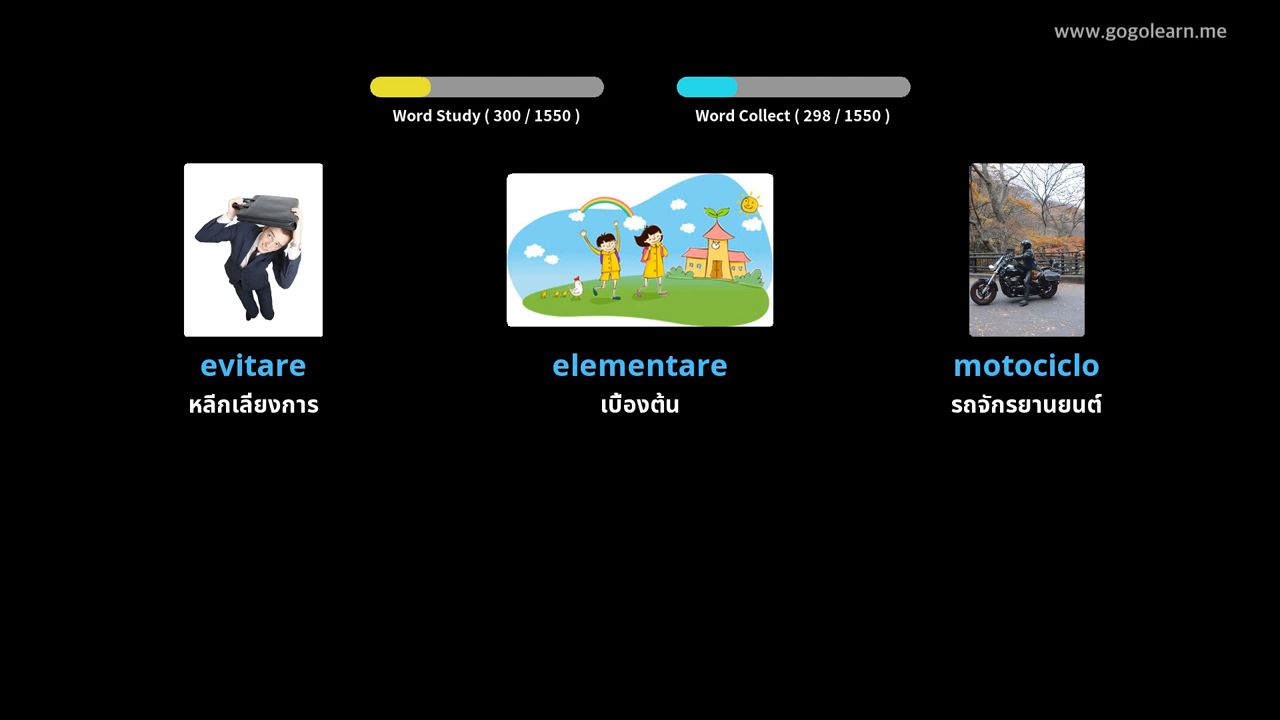 www.gogolearn.me
Word Study ( 300 / 1550 )
Word Collect ( 298 / 1550 )
evitare
elementare
motociclo
หลีกเลี่ยงการ
เบื้องต้น
รถจักรยานยนต์